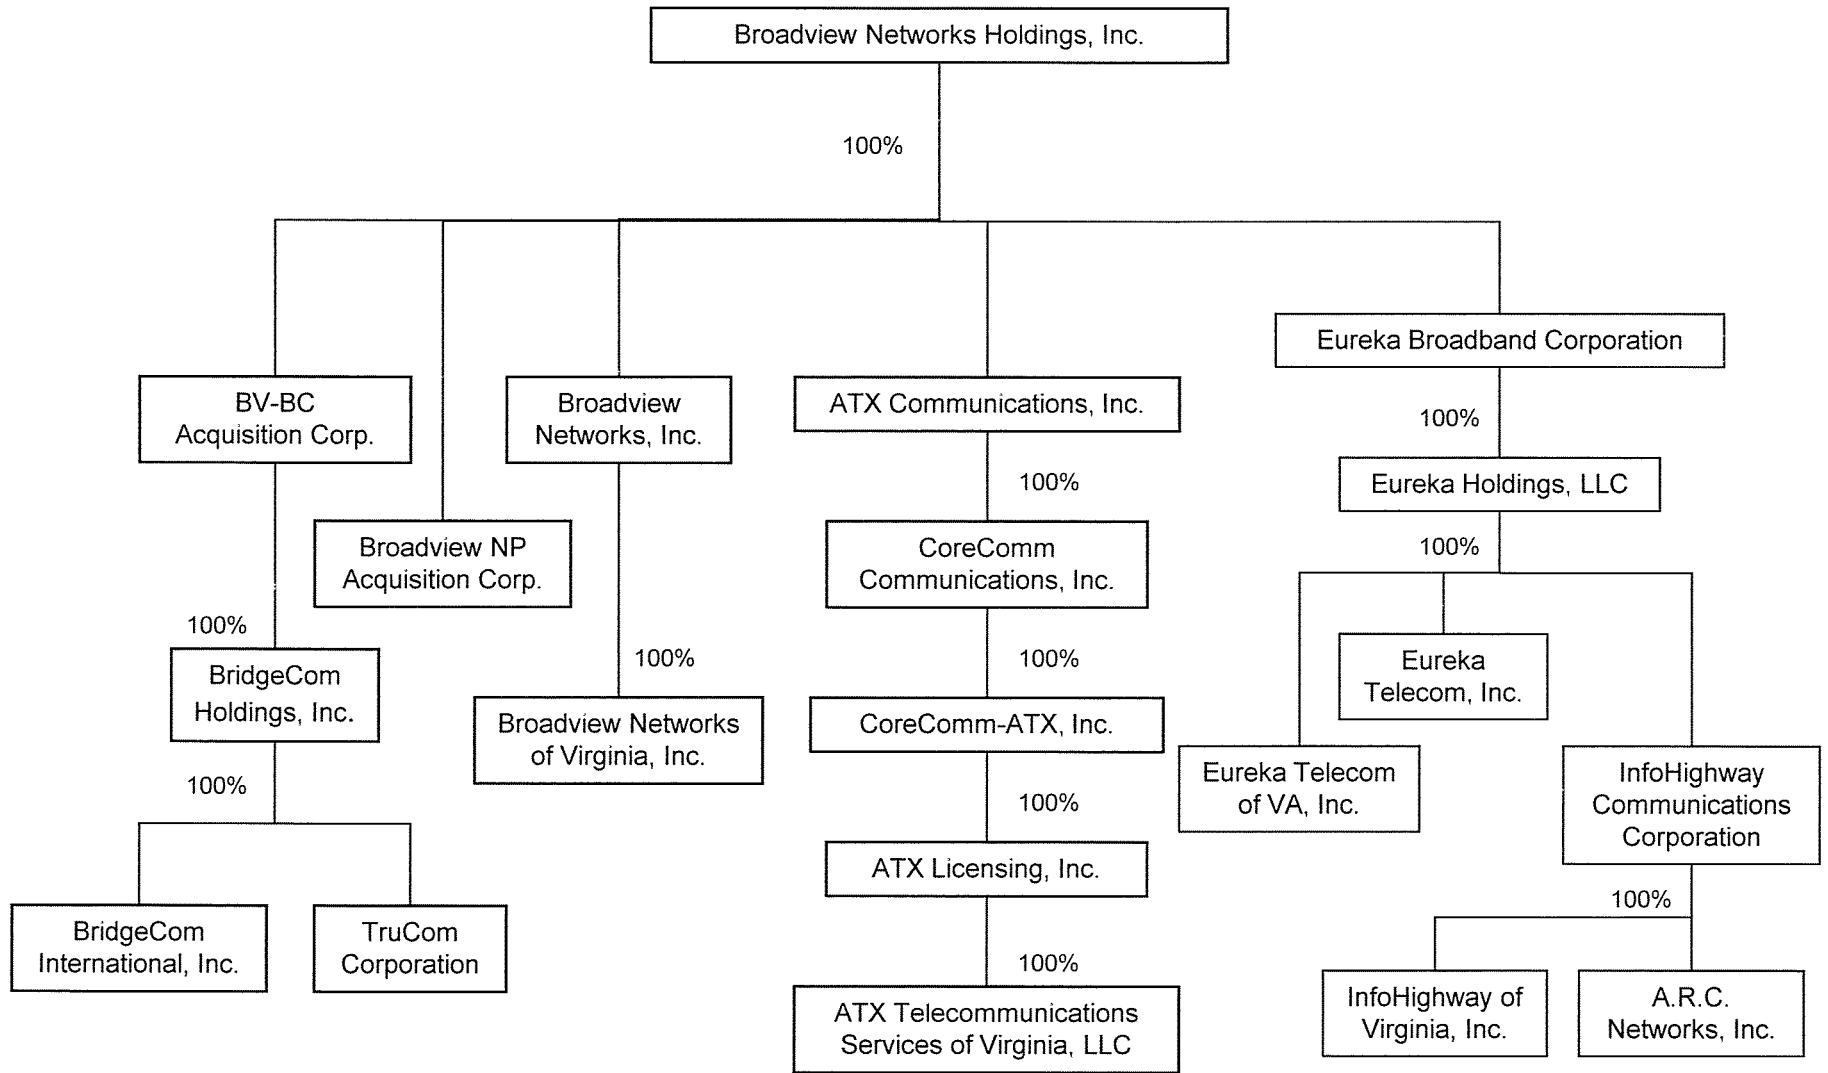 Broadview Networks Holdings, Inc.
100%
BV-BC
Acquisition Corp.
Broadview NP
Acquisition Corp.
Broadview
Networks, Inc.
ATX Communications, Inc.
Eureka Broadband Corporation
100%
Eureka Holdings, LLC
100%
100%
CoreComm
Communications, Inc.
100%
BridgeCom
Holdings, Inc.
100%
100%
Broadview Networks
of Virginia, Inc.
100%
CoreComm-ATX, Inc.
Eureka
Telecom, Inc.
Eureka Telecom
of VA, Inc.
InfoHighway
Communications
Corporation
100%
BridgeCom
International, Inc.
TruCom
Corporation
100%
ATX Licensing, Inc.
100%
ATX Telecommunications
Services of Virginia, LLC
InfoHighway of
Virginia, Inc.
A.R.C.
Networks, Inc.
100%